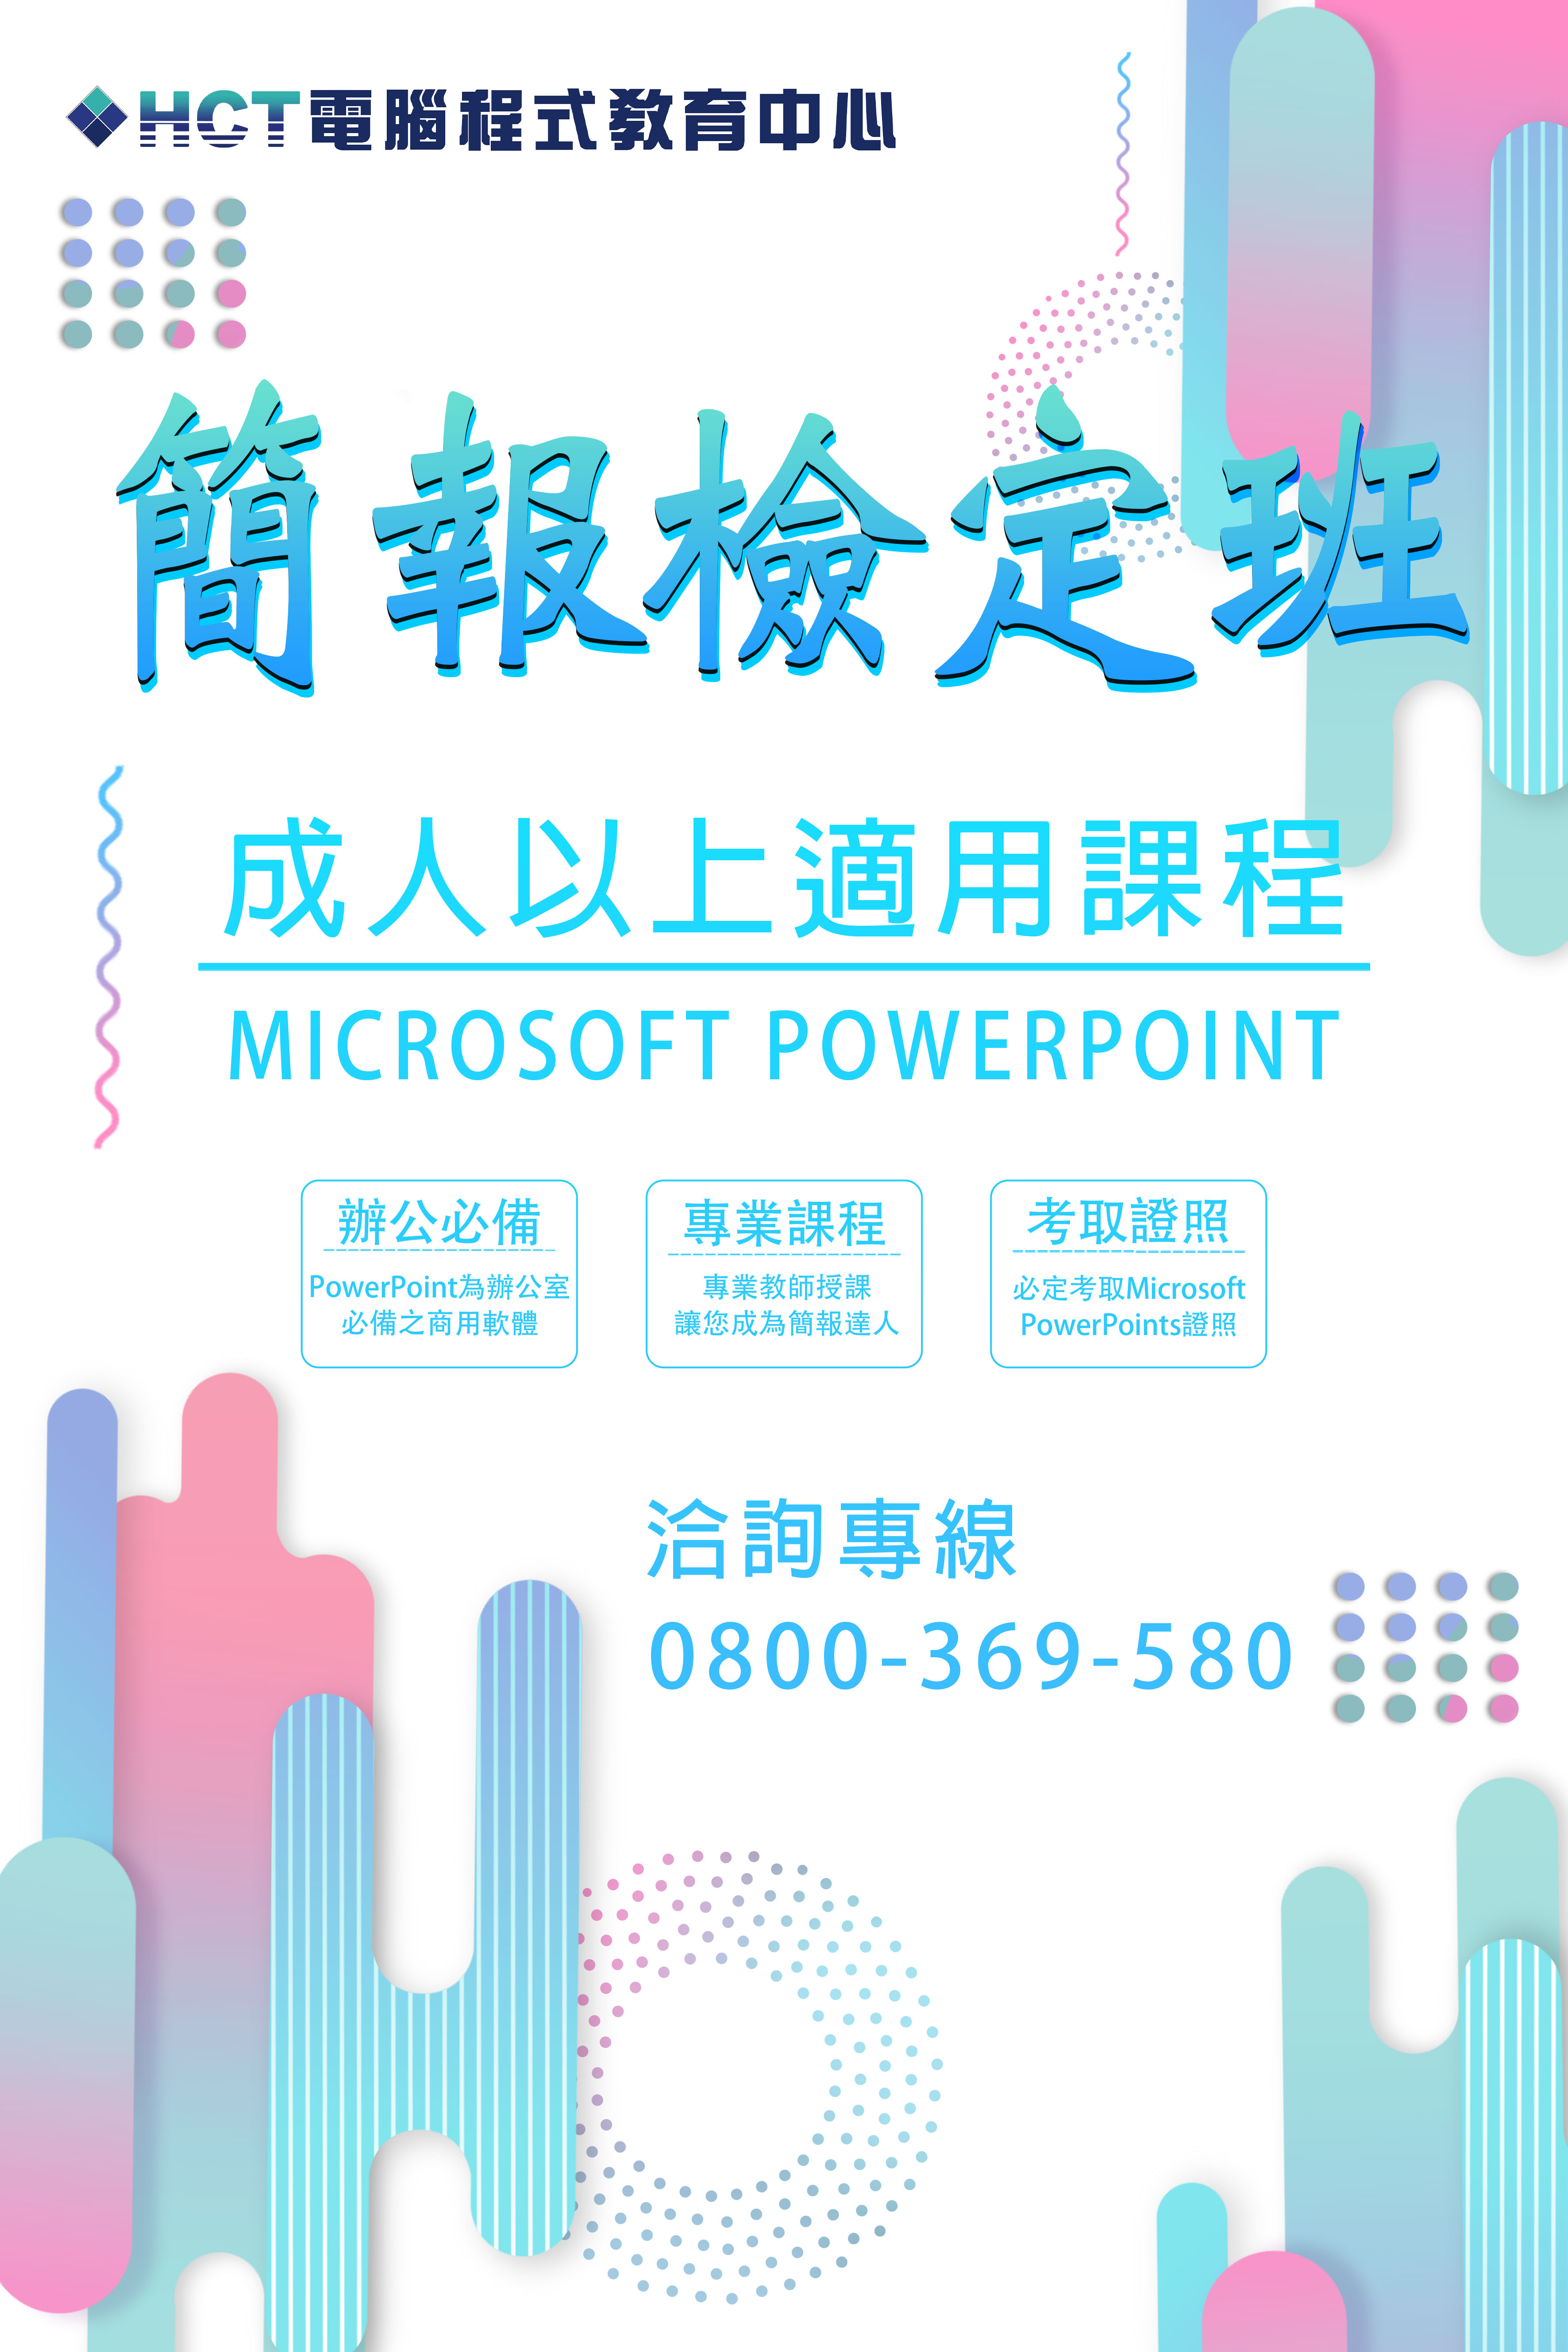 HCT電腦程式教育中心
簡報檢定班
成人以上適用課程
MICROSOFT POWERPOINT
辦公必備
PowerPoint為辦公室
必備之商用軟體
專業課程
專業教師授課
讓您成為簡報達人
考取證照
必定考取Microsoft
PowerPoints證照
洽詢專線
0800-369-580